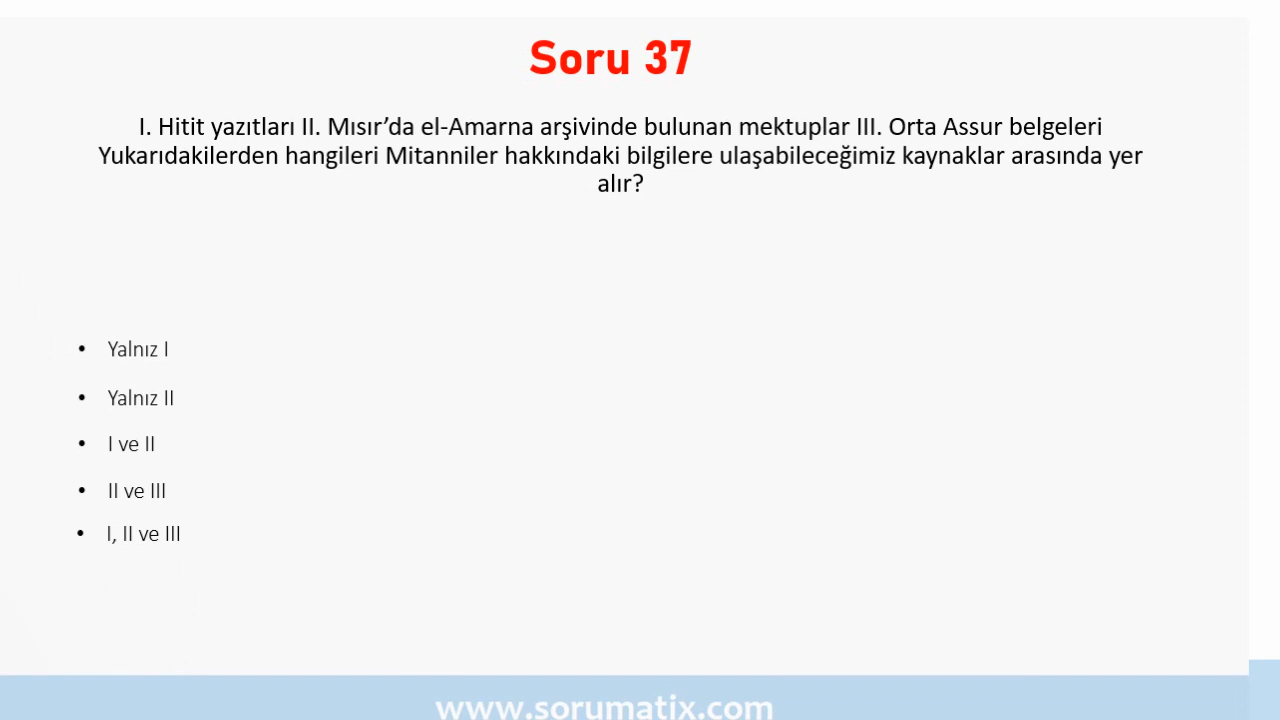 Soru 37
I. Hitit yazıtları II. Mısır’da el-Amarna arşivinde bulunan mektuplar III. Orta Assur belgeleri
Yukarıdakilerden hangileri Mitanniler hakkındaki bilgilere ulaşabileceğimiz kaynaklar arasında yer
alır?
• Yalnız I
• Yalnız II
• I ve II
• II ve III
• I, II ve III
www.sorumatix.com